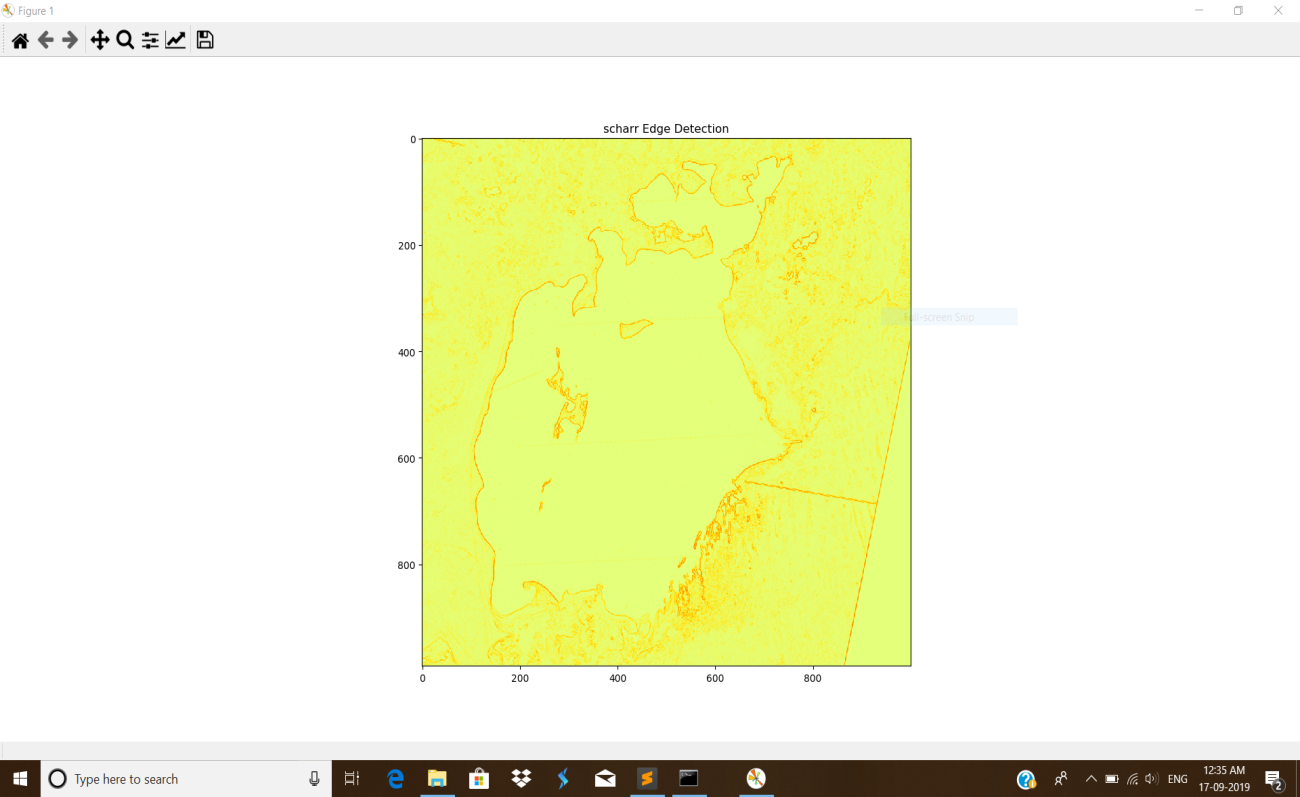 Figure 1
scharr Edge Detection
0
200
400
600
800
0 200 400 600 800
Full-screen Snip
Type here to search
ENG
12:35 AM
17-09-2019
2